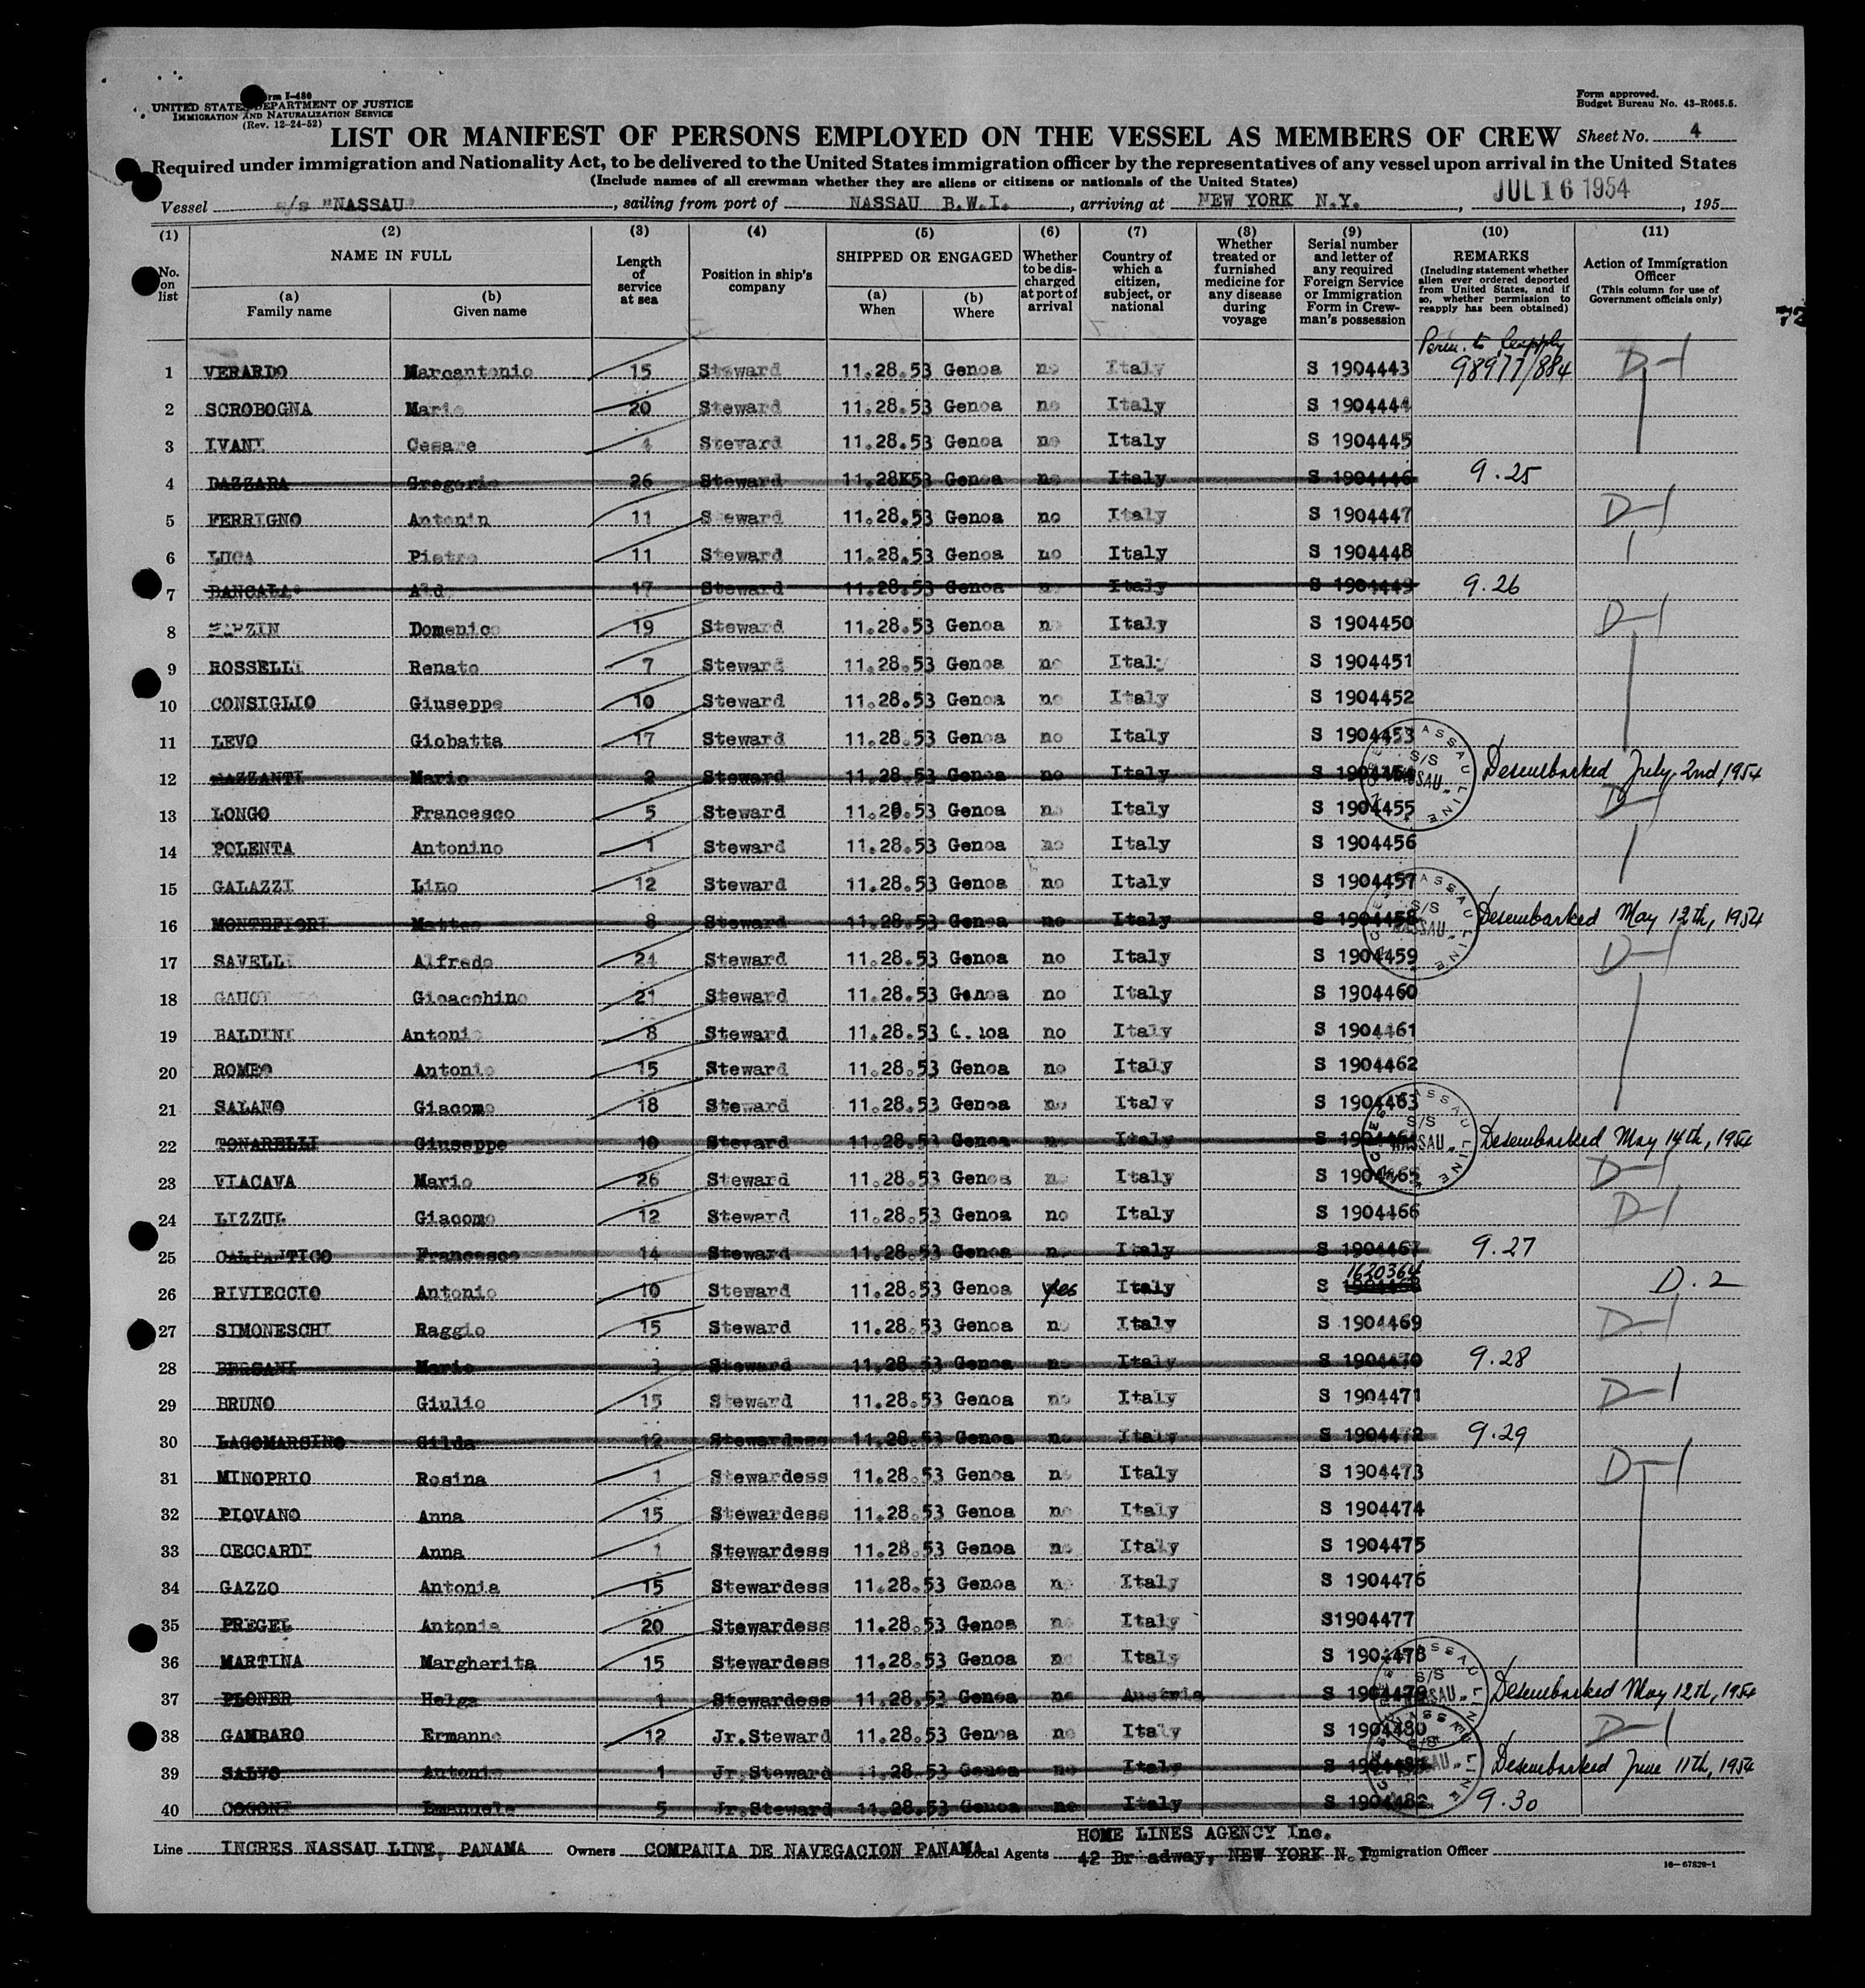 Form I-480
UNITED STATES DEPARTMENT OF JUSTICE
IMMIGRATION AND NATURALIZATION SERVICE
(Rev. 12-24-52)
Form approved.
Budget Bureau No. 43-R065.5.
LIST OR MANIFEST OF PERSONS EMPLOYED ON THE VESSEL AS MEMBERS OF CREW Sheet No. 4
Required under immigration and Nationality Act, to be delivered to the United States immigration officer by the representatives of any vessel upon arrival in the United States
(Include names of all crewman whether they are aliens or citizens or nationals of the United States)
Vessel s/s "NASSAU", sailing from port of NASSAU B.W.I., arriving at NEW YORK N.Y., JUL 16 1954, 195
(1) No. on list
(2) NAME IN FULL
(a) Family name
(b) Given name
(3) Length of service at sea
(4) Position in ship's company
(5) SHIPPED OR ENGAGED
(a) When
(b) Where
(6) Whether to be discharged at port of arrival
(7) Country of which a citizen, subject, or national
(8) Whether treated or furnished medicine for any disease during voyage
(9) Serial number and letter of any required Foreign Service or Immigration Form in Crewman's possession
(10) REMARKS (Including statement whether alien ever ordered deported from United States, and if so, whether permission to reapply has been obtained)
(11) Action of Immigration Officer (This column for use of Government officials only)
73
Perm. to Reapply
1 VERARDO Marcantonio 15 Steward 11.28.53 Genoa no Italy S 1904443 98977/884 D-1
2 SCROBOGNA Mario 20 Steward 11.28.53 Genoa no Italy S 1904444
3 IVANI Cesare 4 Steward 11.28.53 Genoa no Italy S 1904445
4 DAZZARA Gregorio 26 Steward 11.28K53 Genoa no Italy S 1904446 9.25
5 FERRIGNO Antonin 11 Steward 11.28.53 Genoa no Italy S 1904447 D-1
6 LUCA Pietro 11 Steward 11.28.53 Genoa no Italy S 1904448
7 Aldo 17 Steward 11.28.53 Genoa n Italy S 1904449 9.26
8 Domenico 19 Steward 11.28.53 Genoa n Italy S 1904450 D-1
9 ROSSELLI Renato 7 Steward 11.28.53 Genoa no Italy S 1904451
10 CONSIGLIO Giuseppe 10 Steward 11.28.53 Genoa no Italy S 1904452
11 LEVO Giobatta 17 Steward 11.28.53 Genoa no Italy S 1904453
12 MAZZANTI Mario 2 Steward 11.28.53 Genoa no Italy S 1904454 Desembarked July, 2nd, 1954
13 LONGO Francesco 5 Steward 11.28.53 Genoa no Italy S 1904455 D-1
14 POLENTA Antonino 1 Steward 11.28.53 Genoa no Italy S 1904456
15 GALAZZI Lino 12 Steward 11.28.53 Genoa no Italy S 1904457
16 MONTEFIORI Matteo 8 Steward 11.28.53 Genoa no Italy S 1904458 Desembarked May 12th, 1954
17 SAVELLI Alfredo 24 Steward 11.28.53 Genoa no Italy S 1904459 D-1
18 Gioacchino 21 Steward 11.28.53 Genoa no Italy S 1904460
19 BALDINI Antonio 8 Steward 11.28.53 Genoa no Italy S 1904461
20 ROMEO Antonio 15 Steward 11.28.53 Genoa no Italy S 1904462
21 SALANO Giacomo 18 Steward 11.28.53 Genoa no Italy S 1904463
22 TONARELLI Giuseppe 10 Steward 11.28.53 Genoa n Italy S 1904464 Desembarked May 14th, 1954
23 VIACAVA Mario 26 Steward 11.28.53 Genoa no Italy S 1904465 D-1
24 LIZZUL Giacomo 12 Steward 11.28.53 Genoa no Italy S 1904466 D-1
25 Francesco 14 Steward 11.28.53 Genoa n Italy S 1904467 9.27
26 RIVIECCIO Antonio 10 Steward 11.28.53 Genoa yes Italy S 1904468 1620364 D.2
27 SIMONESCHI Raggio 15 Steward 11.28.53 Genoa no Italy S 1904469 D-1
28 BERGANI Mario 3 Steward 11.28.53 Genoa no Italy S 1904470 9.28
29 BRUNO Giulio 15 Steward 11.28.53 Genoa no Italy S 1904471 D-1
30 LAGOMARSINO Gilda 12 Stewardess 11.28.53 Genoa no Italy S 1904472 9.29
31 MINOPRIO Rosina 1 Stewardess 11.28.53 Genoa no Italy S 1904473 D-1
32 PIOVANO Anna 15 Stewardess 11.28.53 Genoa no Italy S 1904474
33 CECCARDI Anna 1 Stewardess 11.28.53 Genoa no Italy S 1904475
34 GAZZO Antonia 15 Stewardess 11.28.53 Genoa no Italy S 1904476
35 PREGEL Antonia 20 Stewardess 11.28.53 Genoa no Italy S1904477
36 MARTINA Margherita 15 Stewardess 11.28.53 Genoa no Italy S 1904478
37 PLONER Helga 1 Stewardess 11.28.53 Genoa no Austria S 1904479 Desembarked May 12th, 1954
38 GAMBARO Ermanno 12 Jr.Steward 11.28.53 Genoa no Italy S 1904480 D-1
39 SALVO Antonio 1 Jr.Steward 11.28.53 Genoa no Italy S 1904481 Desembarked June 11th, 1954
40 COGONI Emanuele 5 Jr.Steward 11.28.53 Genoa no Italy S 1904482 9.30
Line INCRES NASSAU LINE, PANAMA Owners COMPANIA DE NAVEGACION PANAMA Local Agents HOME LINES AGENCY Inc.
42 Broadway, NEW YORK N.Y. Immigration Officer
16-67829-1